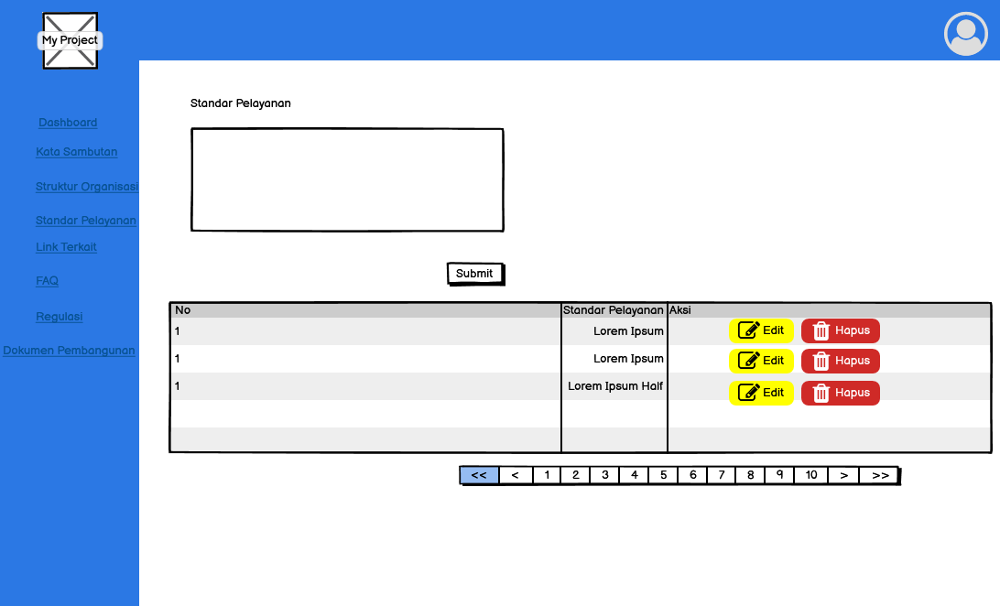 My Project
Dashboard
Kata Sambutan
Struktur Organisasi
Standar Pelayanan
Link Terkait
FAQ
Regulasi
Dokumen Pembangunan
Standar Pelayanan
Submit
No Standar Pelayanan Aksi
1 Lorem Ipsum Edit Hapus
1 Lorem Ipsum Edit Hapus
1 Lorem Ipsum Half Edit Hapus
<< < 1 2 3 4 5 6 7 8 9 10 > >>